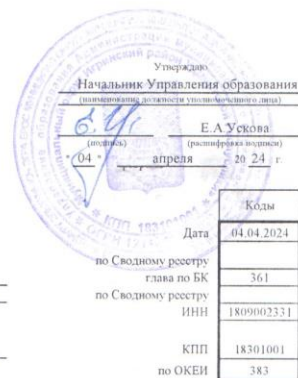 Утверждаю
Начальник Управления образования
(наименование должности уполномоченного лица)
Е.А Ускова
(подпись) (расшифровка подписи)
" 04 " апреля 20 24 г.
Коды
Дата 04.04.2024
по Сводному реестру
глава по БК 361
по Сводному реестру
ИНН 1809002331
КПП 18301001
по ОКЕИ 383